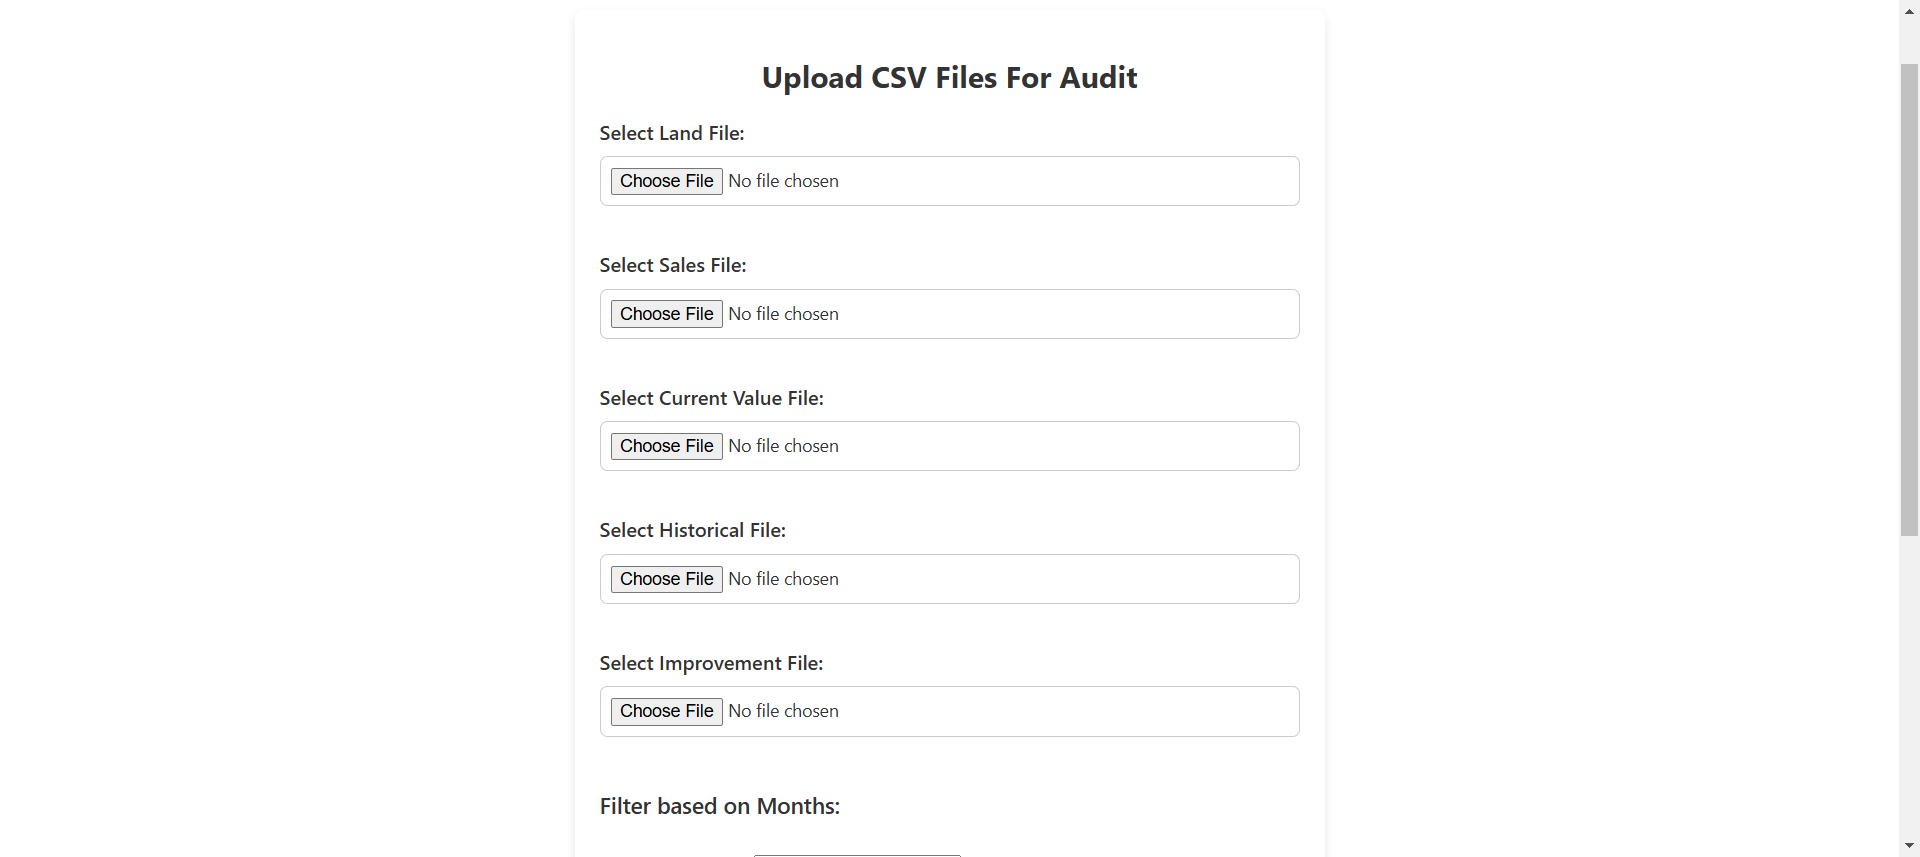 Upload CSV Files For Audit
Select Land File:
Choose File No file chosen
Select Sales File:
Choose File No file chosen
Select Current Value File:
Choose File No file chosen
Select Historical File:
Choose File No file chosen
Select Improvement File:
Choose File No file chosen
Filter based on Months: